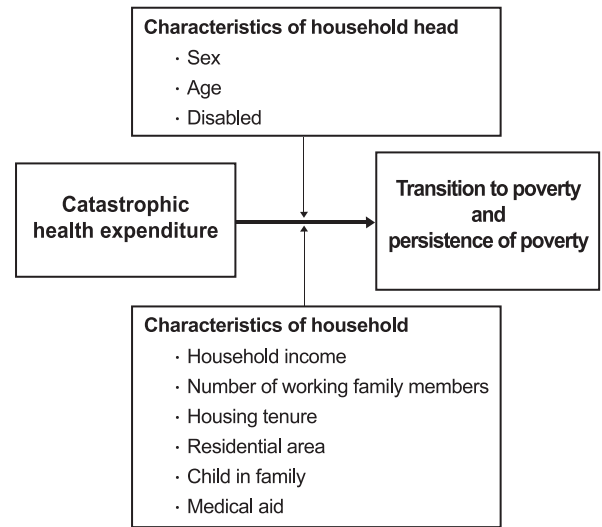 Characteristics of household head
· Sex
· Age
· Disabled
Catastrophic
health expenditure
Transition to poverty
and
persistence of poverty
Characteristics of household
· Household income
· Number of working family members
· Housing tenure
· Residential area
· Child in family
· Medical aid